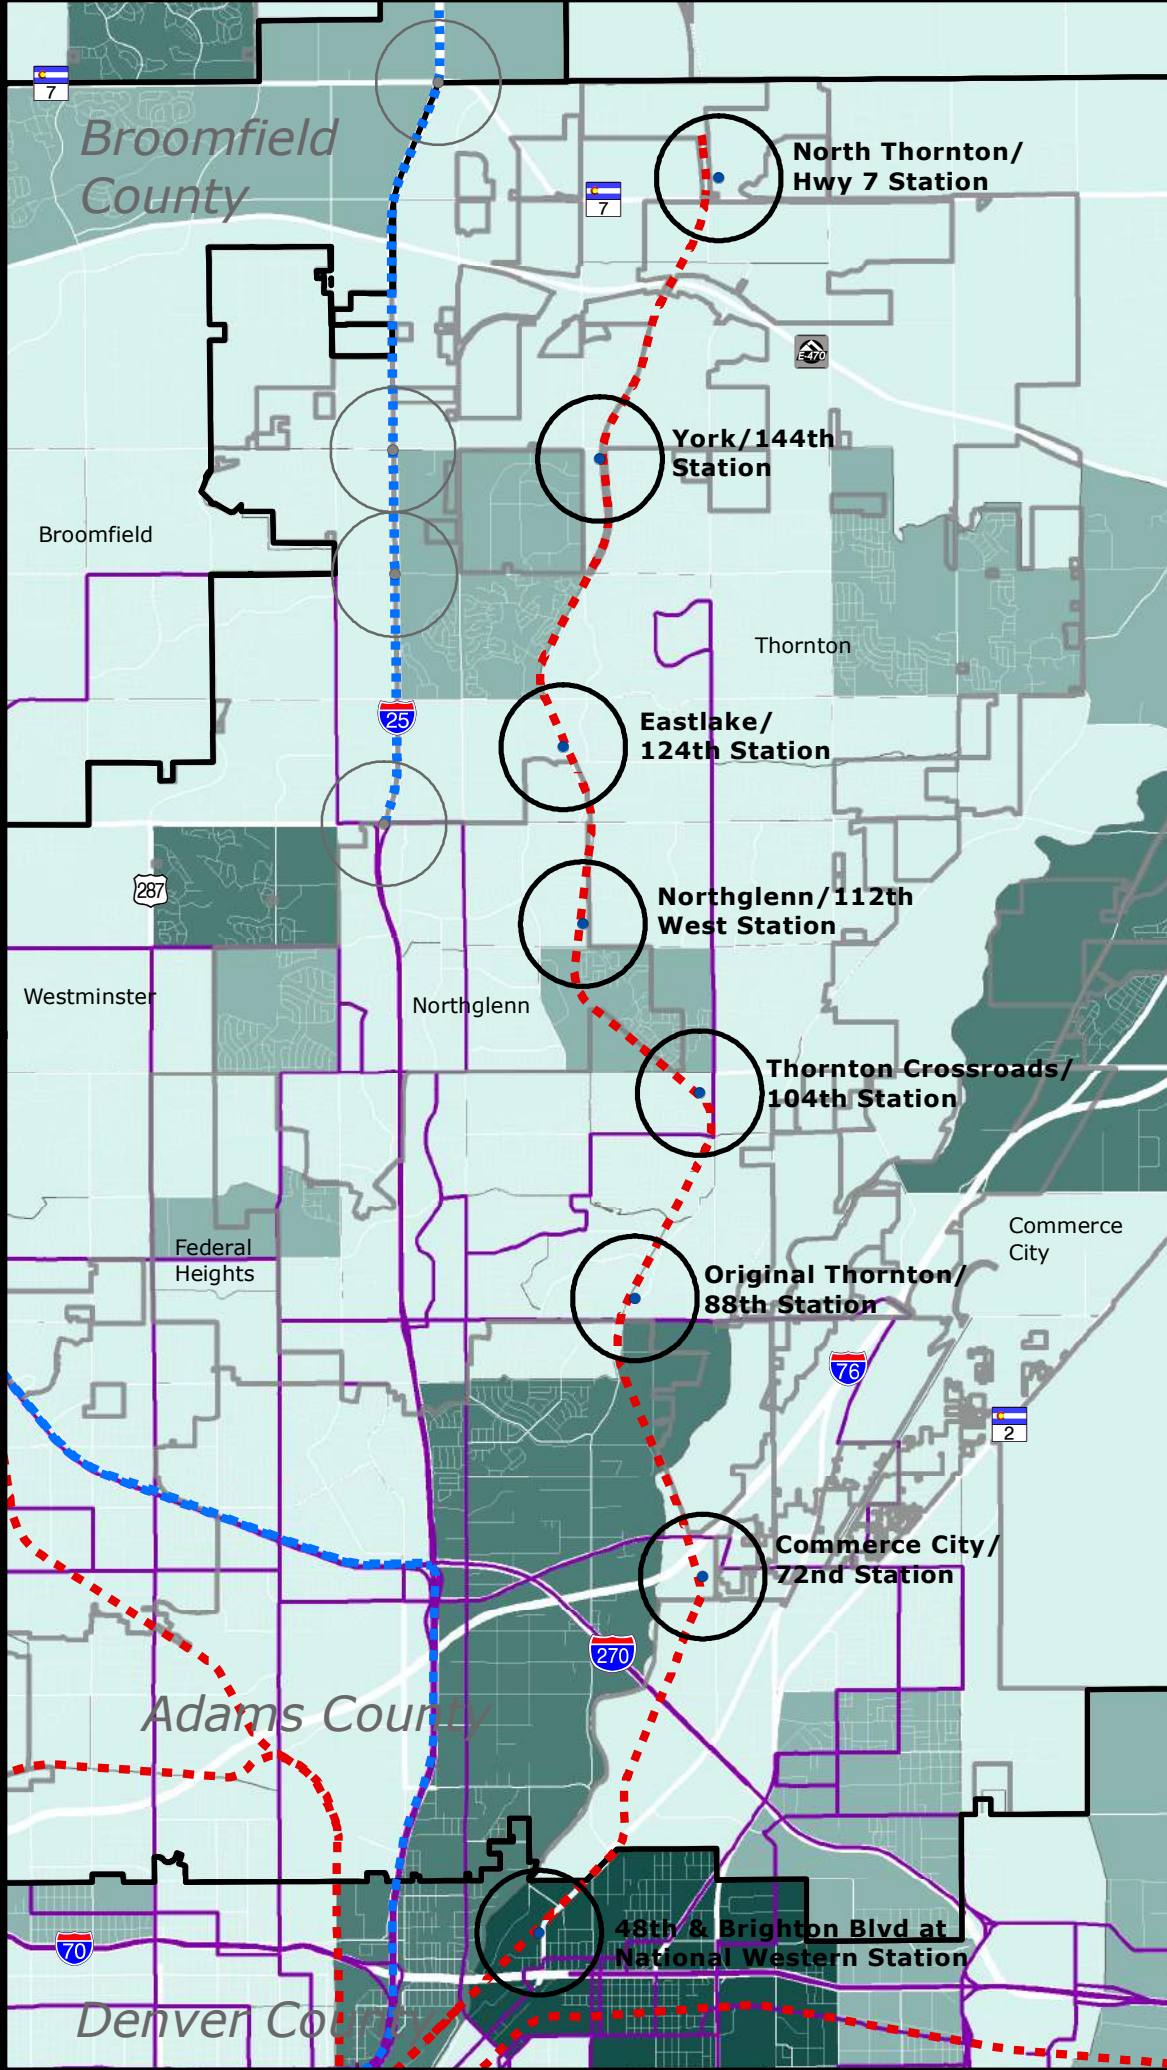 7
Broomfield
County
North Thornton/
Hwy 7 Station
7
E-470
York/144th
Station
Broomfield
Thornton
25
Eastlake/
124th Station
287
Northglenn/112th
West Station
Westminster
Northglenn
Thornton Crossroads/
104th Station
Commerce
City
Federal
Heights
Original Thornton/
88th Station
76
2
Commerce City/
72nd Station
270
Adams County
48th & Brighton Blvd at
National Western Station
70
Denver County